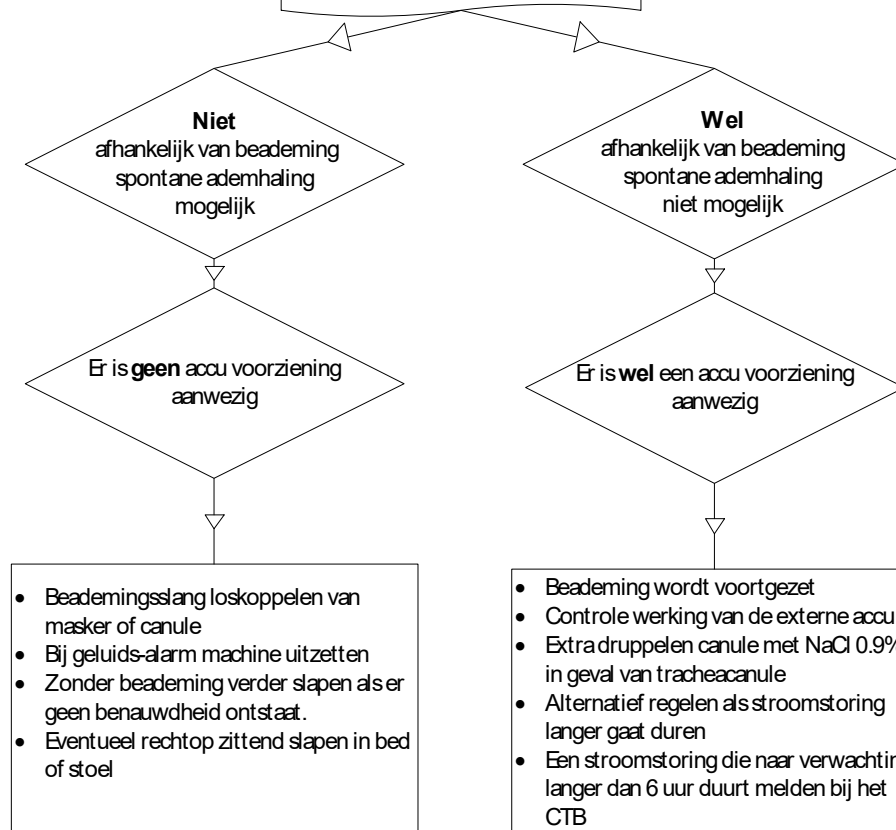 Niet
afhankelijk van beademing
spontane ademhaling
mogelijk
Er is geen accu voorziening
aanwezig
• Beademingsslang loskoppelen van
masker of canule
• Bij geluids-alarm machine uitzetten
• Zonder beademing verder slapen als er
geen benauwdheid ontstaat.
• Eventueel rechtop zittend slapen in bed
of stoel
Wel
afhankelijk van beademing
spontane ademhaling
niet mogelijk
Er is wel een accu voorziening
aanwezig
• Beademing wordt voortgezet
• Controle werking van de externe accu
• Extra druppelen canule met NaCl 0.9%
in geval van tracheacanule
• Alternatief regelen als stroomstoring
langer gaat duren
• Een stroomstoring die naar
langer dan 6 uur duurt melden bij het
CTB